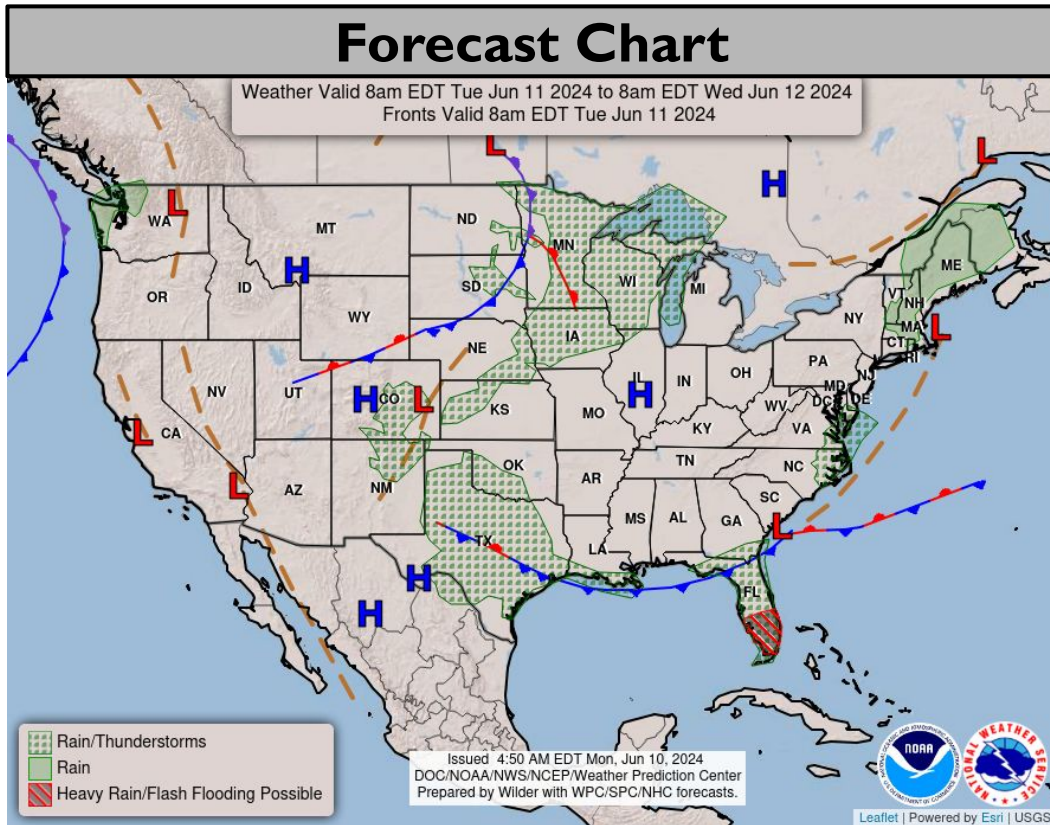 Forecast Chart
Weather Valid 8am EDT Tue Jun 11 2024 to 8am EDT Wed Jun 12 2024
Fronts Valid 8am EDT Tue Jun 11 2024
L
L
H
L
WA
MT
ND
MN
ME
H
OR
ID
SD
WI
MI
VT
NH
WY
NY
MA
L
IA
CT
RI
NE
PA
NV
UT
H
CO
L
IL
H
IN
OH
NJ
MD
DE
DC
KS
MO
WV
VA
L
CA
KY
TN
NC
OK
AR
L
AZ
NM
SC
MS
AL
GA
L
TX
LA
H
FL
H
Rain/Thunderstorms
Rain
Heavy Rain/Flash Flooding Possible
Issued 4:50 AM EDT Mon, Jun 10, 2024
DOC/NOAA/NWS/NCEP/Weather Prediction Center
Prepared by Wilder with WPC/SPC/NHC forecasts.
NOAA
NATIONAL WEATHER SERVICE
Leaflet | Powered by Esri | USGS